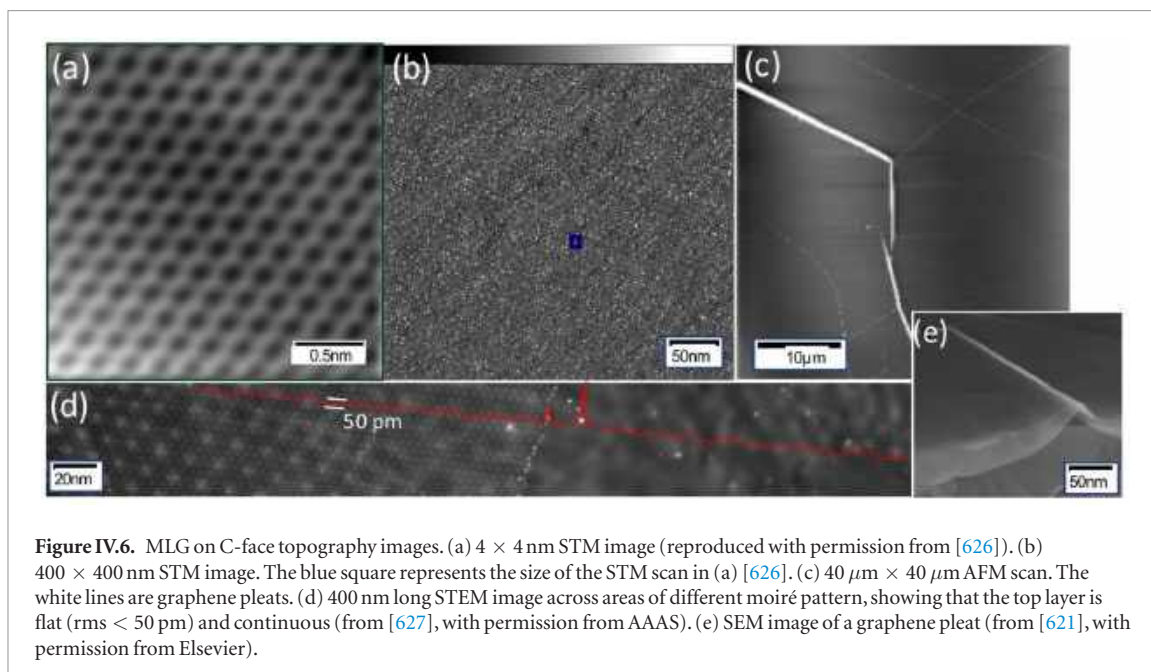 (a)
(b)
(c)
0.5nm
50nm
10μm
(e)
(d)
50 pm
20nm
50nm
Figure IV.6. MLG on C-face topography images. (a) 4 × 4 nm STM image (reproduced with permission from [626]). (b)
400 × 400 nm STM image. The blue square represents the size of the STM scan in (a) [626]. (c) 40 μm × 40 μm AFM scan. The
white lines are graphene pleats. (d) 400 nm long STEM image across areas of different moiré pattern, showing that the top layer is
flat (rms < 50 pm) and continuous (from [627], with permission from AAAS). (e) SEM image of a graphene pleat (from [621], with
permission from Elsevier).